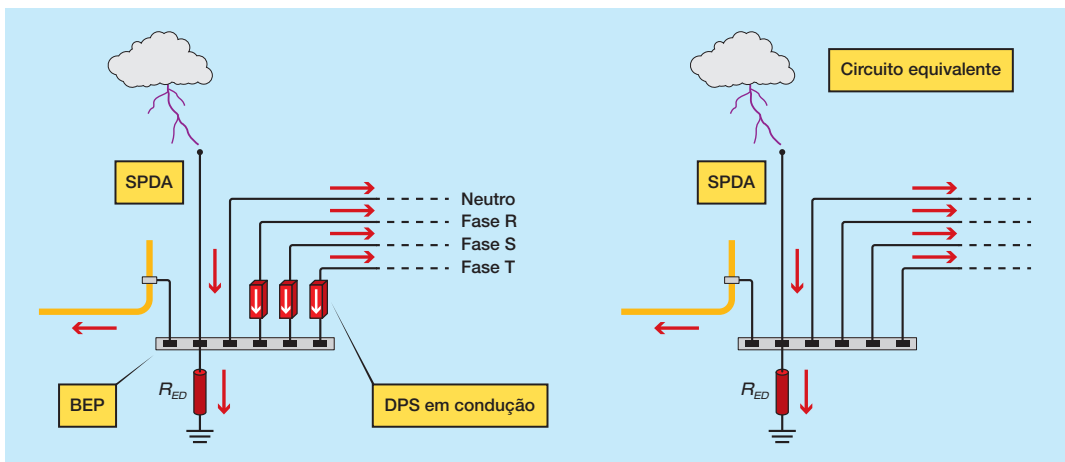 SPDA
Neutro
Fase R
Fase S
Fase T
BEP
R_ED
DPS em condução
Circuito equivalente
SPDA
R_ED